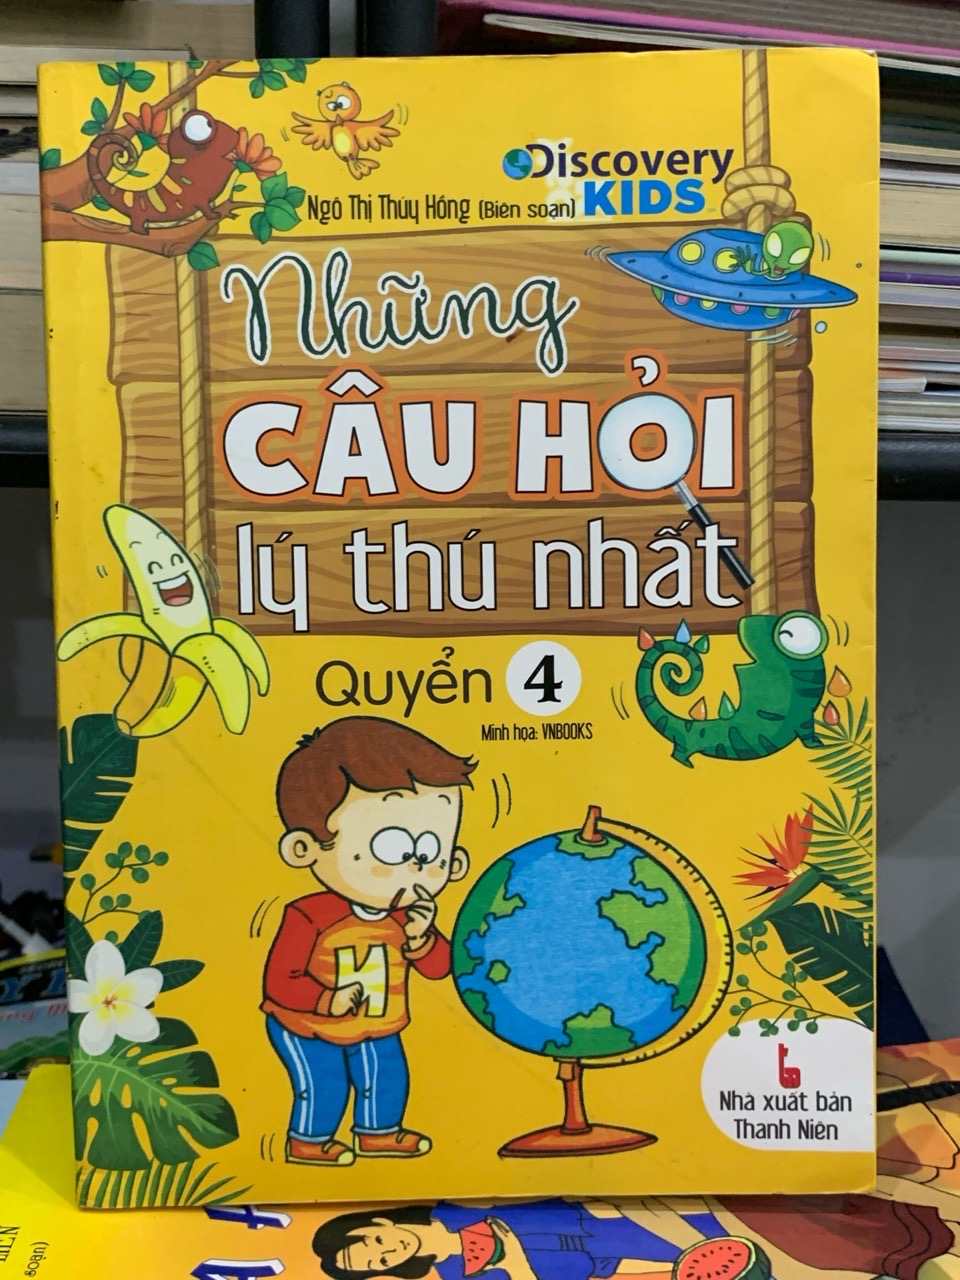 Discovery
KIDS
Ngô Thị Thúy Hồng (Biên soạn)
Những
CÂU HỎI
lý thú nhất
Quyển 4
Minh họa: VNBOOKS
И
Nhà xuất bản
Thanh Niên
soạn)